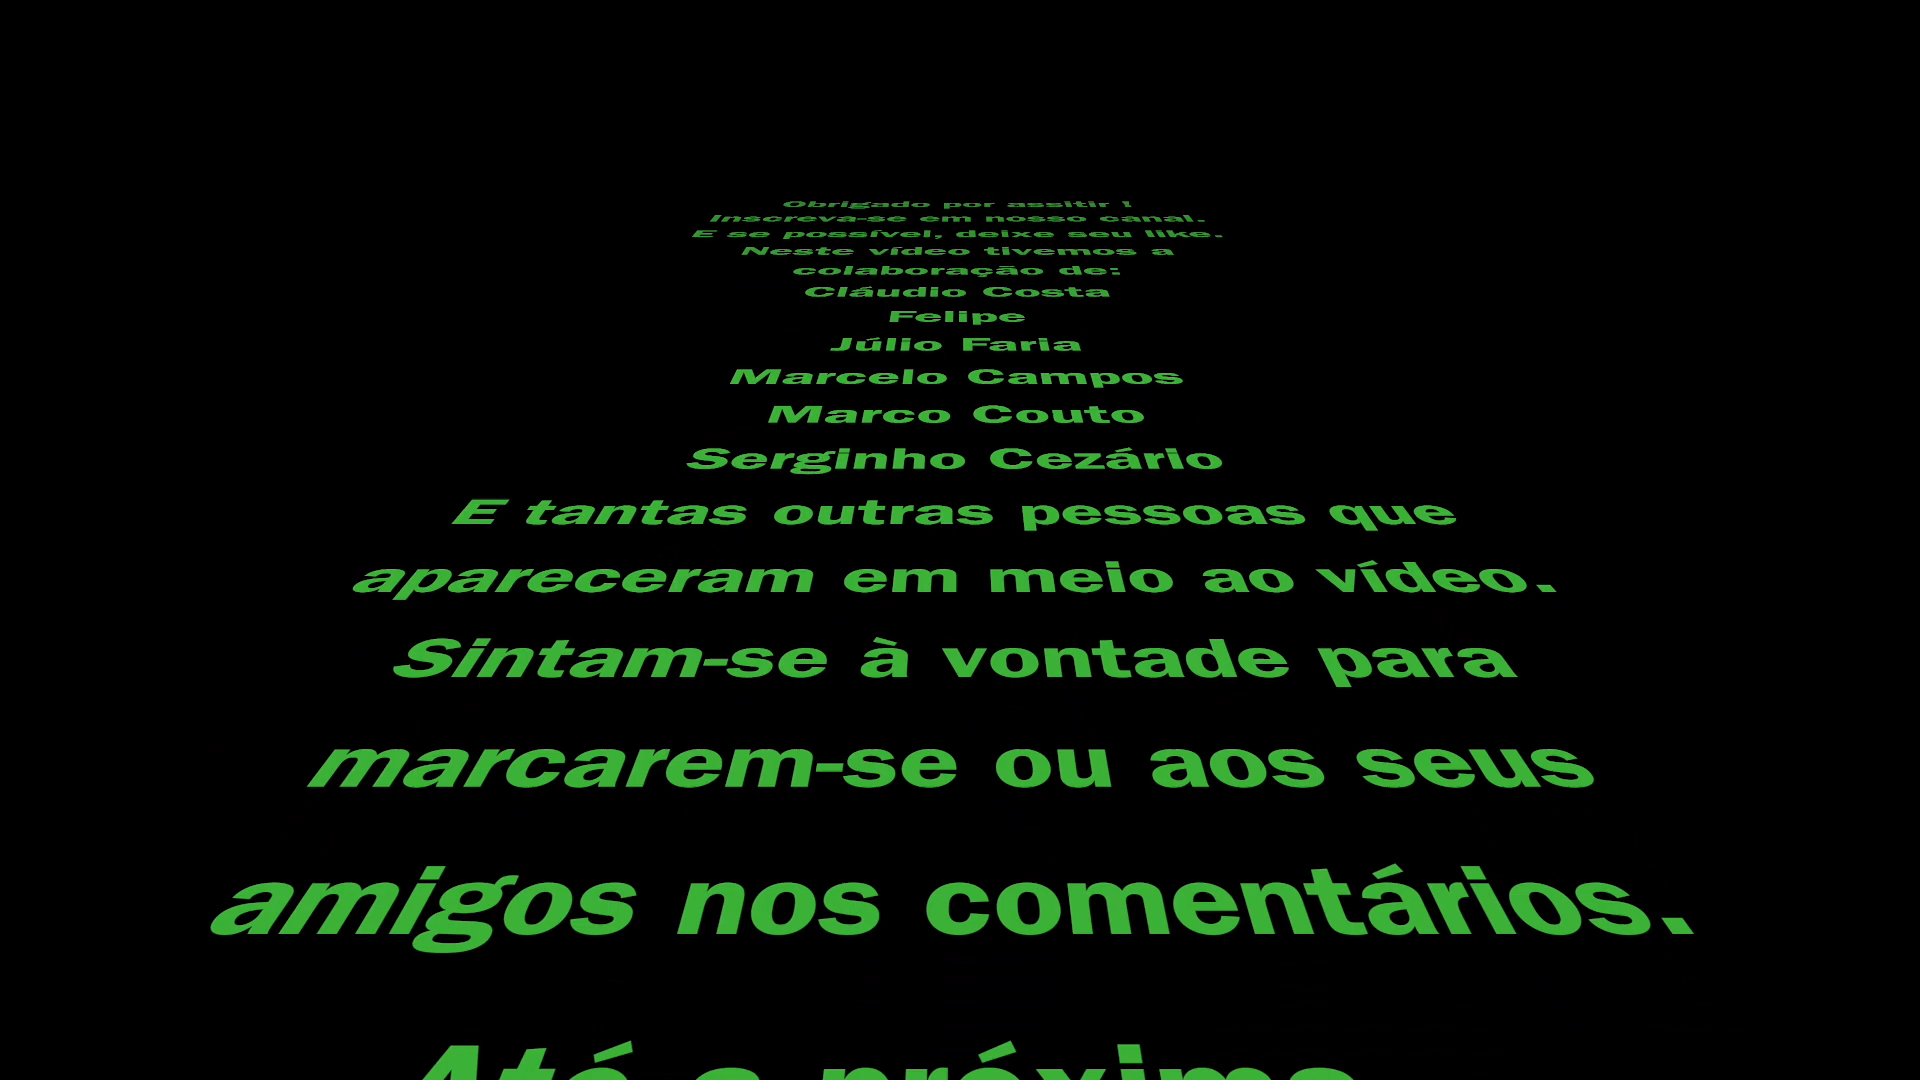 Obrigado por assitir !
Inscreva-se em nosso canal.
E se possível, deixe seu like.
Neste vídeo tivemos a
colaboração de:
Cláudio Costa
Felipe
Júlio Faria
Marcelo Campos
Marco Couto
Serginho Cezário
E tantas outras pessoas que
apareceram em meio ao vídeo.
Sintam-se à vontade para
marcarem-se ou aos seus
amigos nos comentários.
Até a próxima